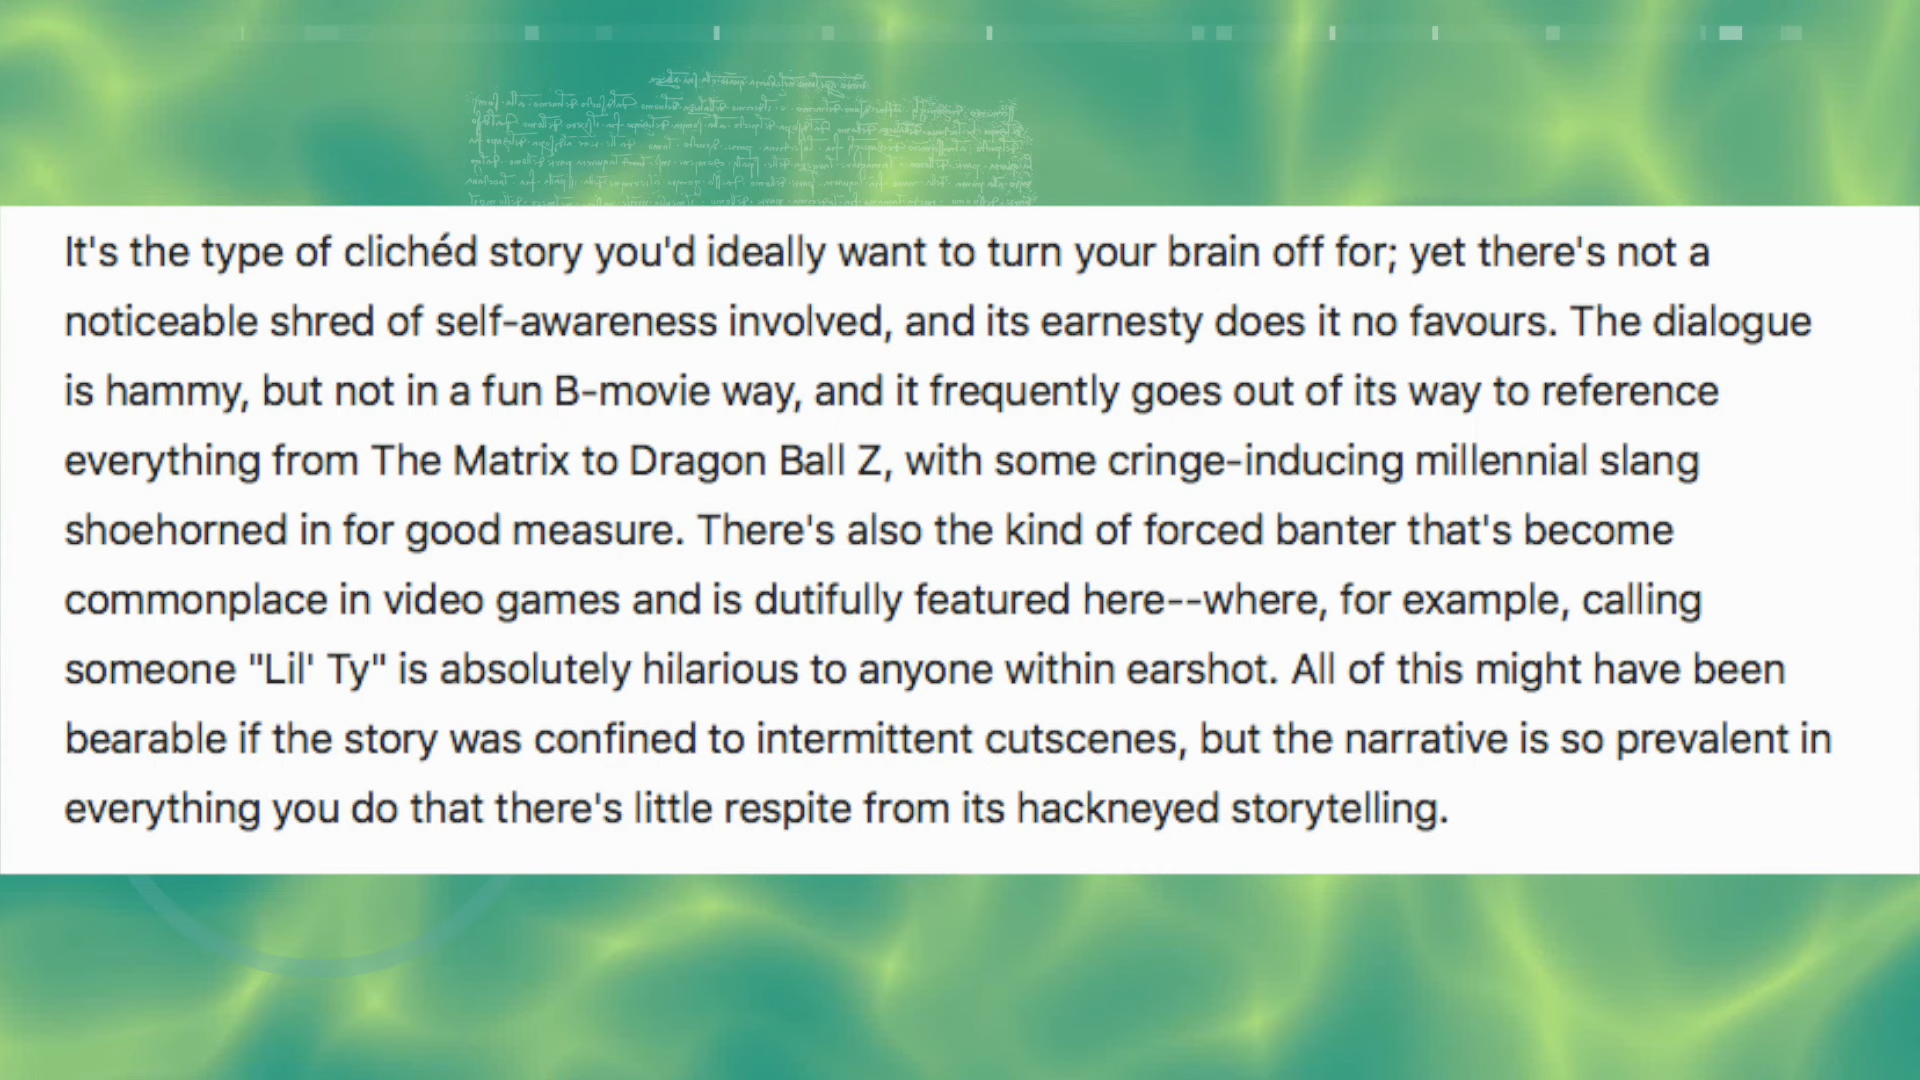 It's the type of clichéd story you'd ideally want to turn your brain off for; yet there's not a
noticeable shred of self-awareness involved, and its earnesty does it no favours. The dialogue
is hammy, but not in a fun B-movie way, and it frequently goes out of its way to reference
everything from The Matrix to Dragon Ball Z, with some cringe-inducing millennial slang
shoehorned in for good measure. There's also the kind of forced banter that's become
commonplace in video games and is dutifully featured here--where, for example, calling
someone "Lil' Ty" is absolutely hilarious to anyone within earshot. All of this might have been
bearable if the story was confined to intermittent cutscenes, but the narrative is so prevalent in
everything you do that there's little respite from its hackneyed storytelling.